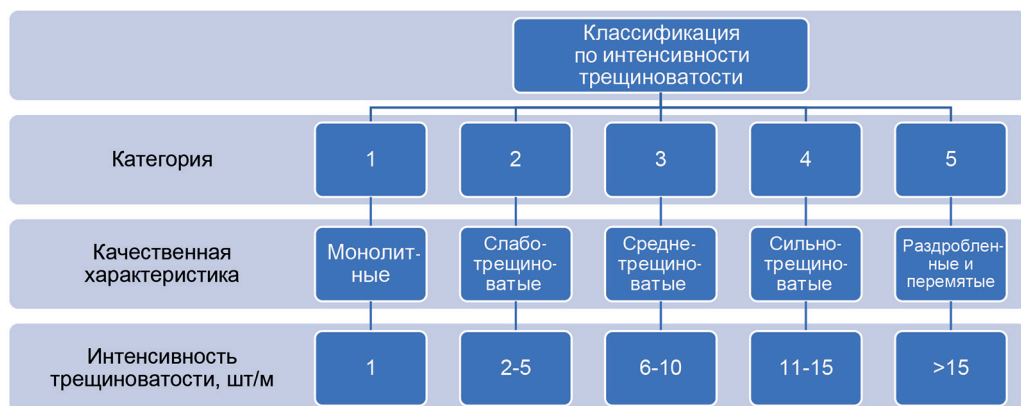 Классификация
по интенсивности
трещиноватости
Категория
1
2
3
4
5
Качественная
характеристика
Монолит-
ные
Слабо-
трещино-
ватые
Средне-
трещино-
ватые
Сильно-
трещино-
ватые
Раздроблен-
ные и
перемятые
Интенсивность
трещиноватости, шт/м
1
2-5
6-10
11-15
>15